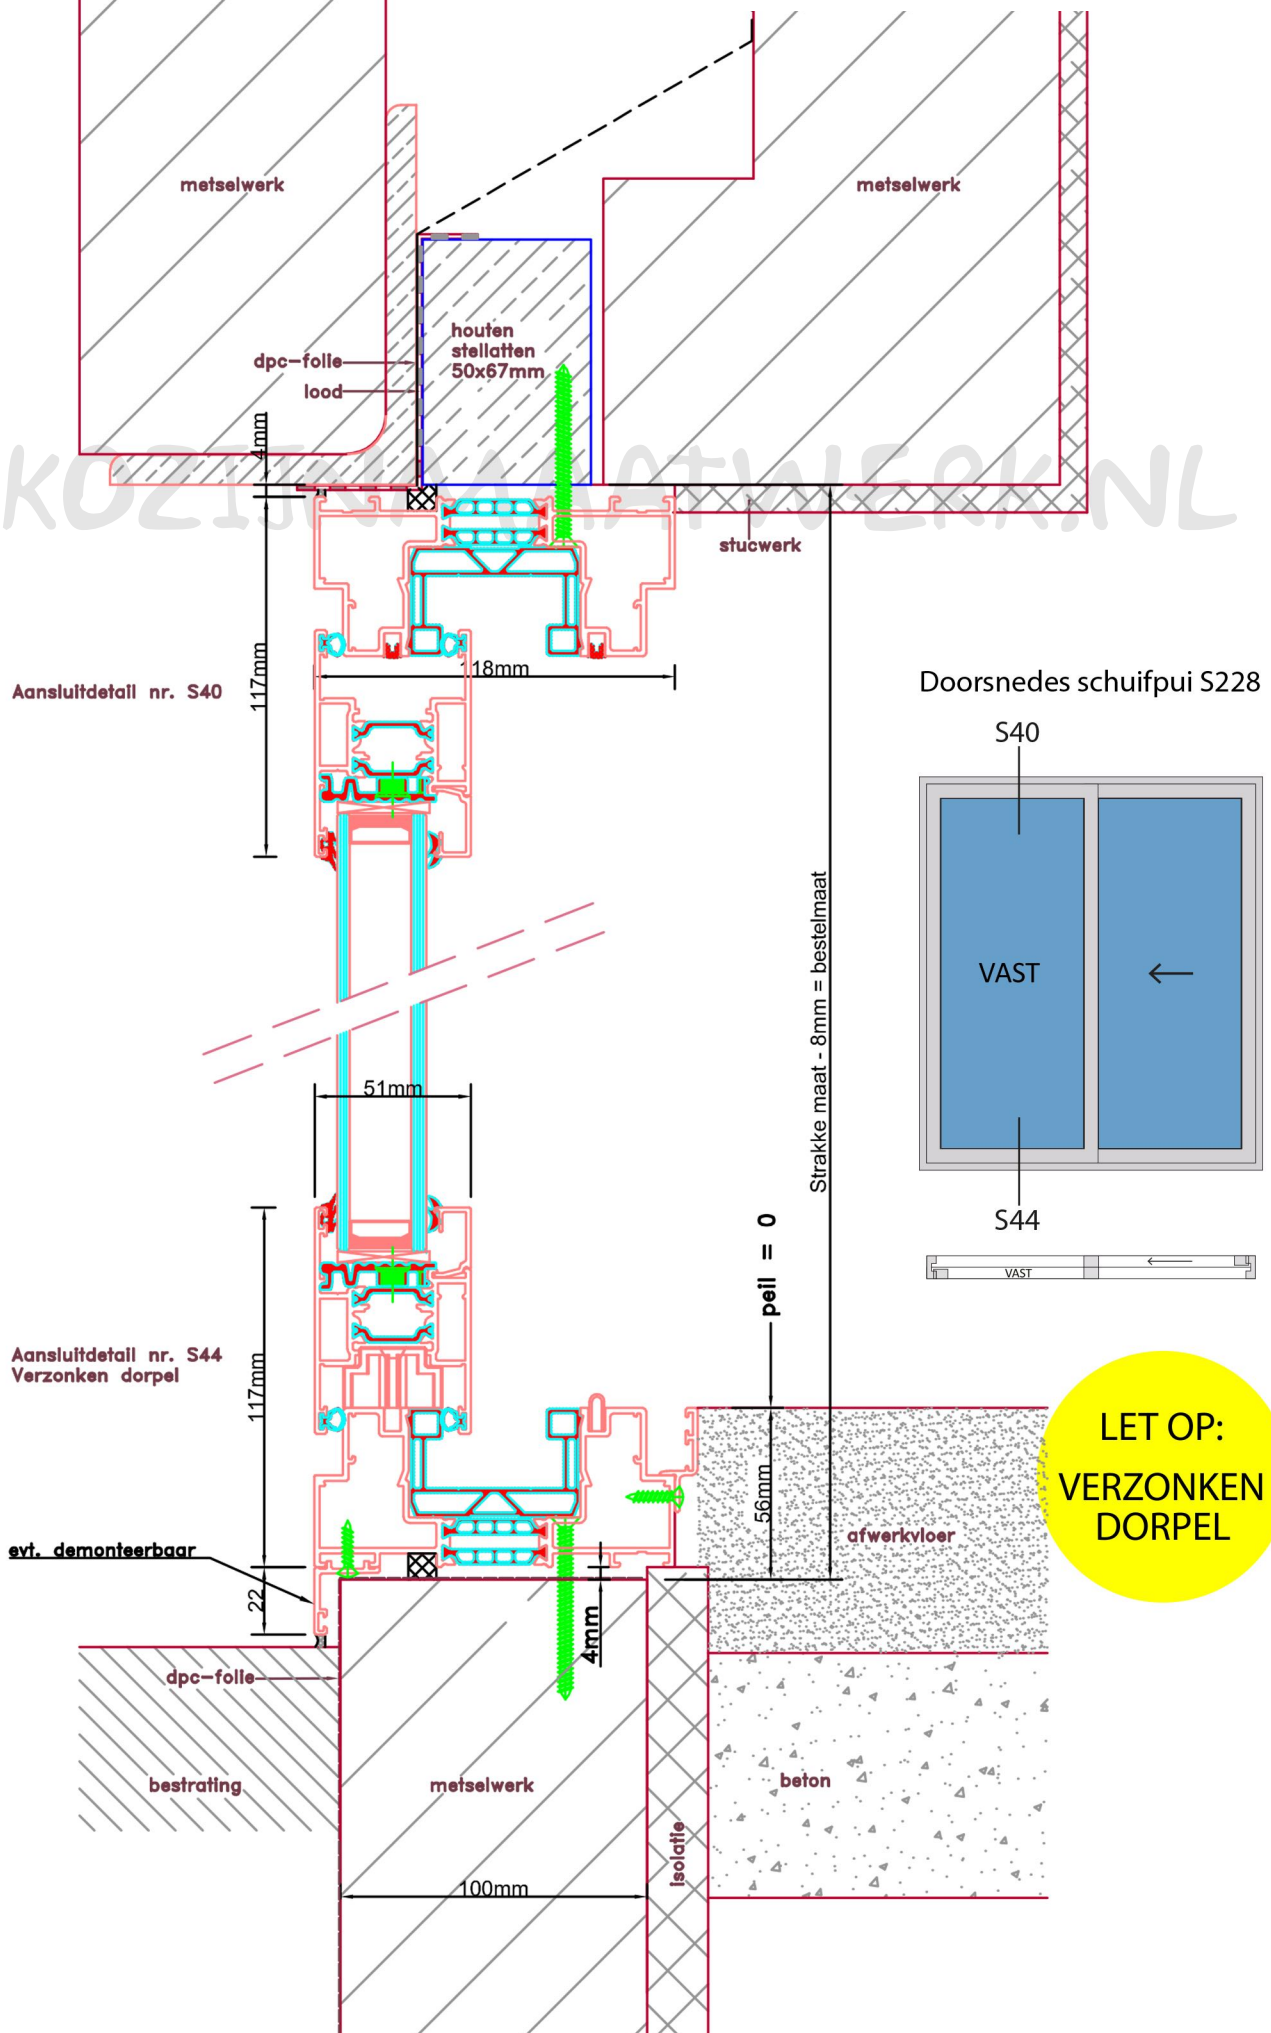 metselwerk
metselwerk
houten
stellatten
50x67mm
dpc-folie
lood
4mm
KOZIJNMAATWERK.NL
stucwerk
118mm
117mm
Aansluitdetail nr. S40
Doorsnedes schuifpui S228
S40
VAST
Strakke maat - 8mm = bestelmaat
51mm
S44
peil = 0
VAST
Aansluitdetail nr. S44
Verzonken dorpel
117mm
LET OP:
VERZONKEN
DORPEL
56mm
afwerkvloer
evt. demonteerbaar
22
4mm
dpc-folie
bestrating
metselwerk
beton
isolatie
100mm